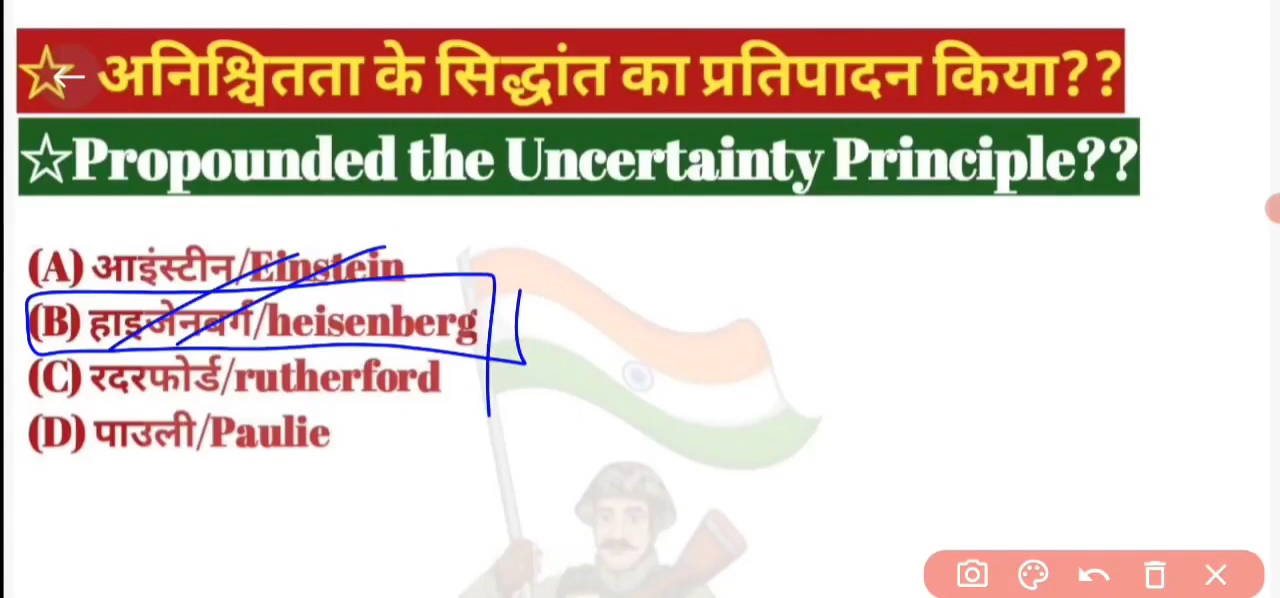 ☆ अनिश्चितता के सिद्धांत का प्रतिपादन किया??
☆Propounded the Uncertainty Principle??
(A) आइंस्टीन/Einstein
(B) हाइजेनबर्ग/heisenberg
(C) रदरफोर्ड/rutherford
(D) पाउली/Paulie